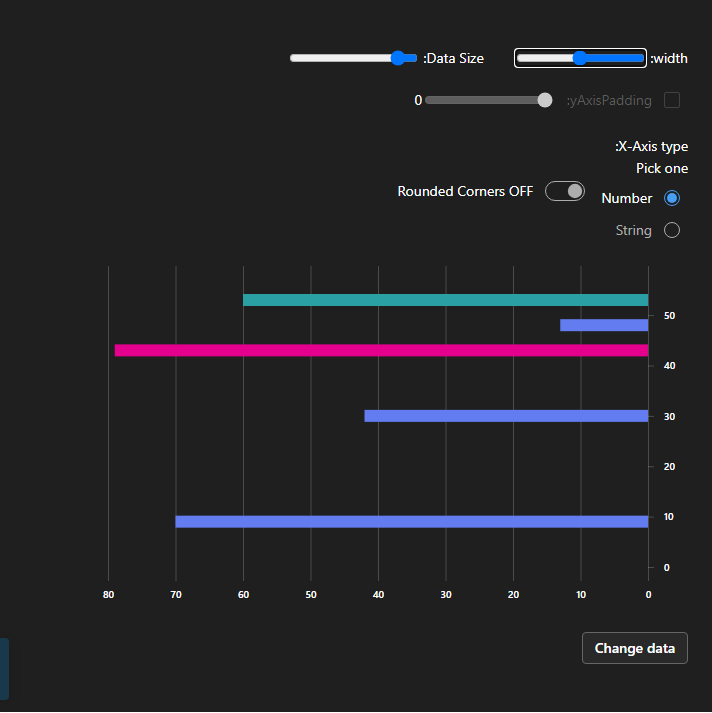 :width
:Data Size
:yAxisPadding
0
:X-Axis type
Pick one
Number
Rounded Corners OFF
String
50
40
30
20
10
0
80 70 60 50 40 30 20 10 0
Change data